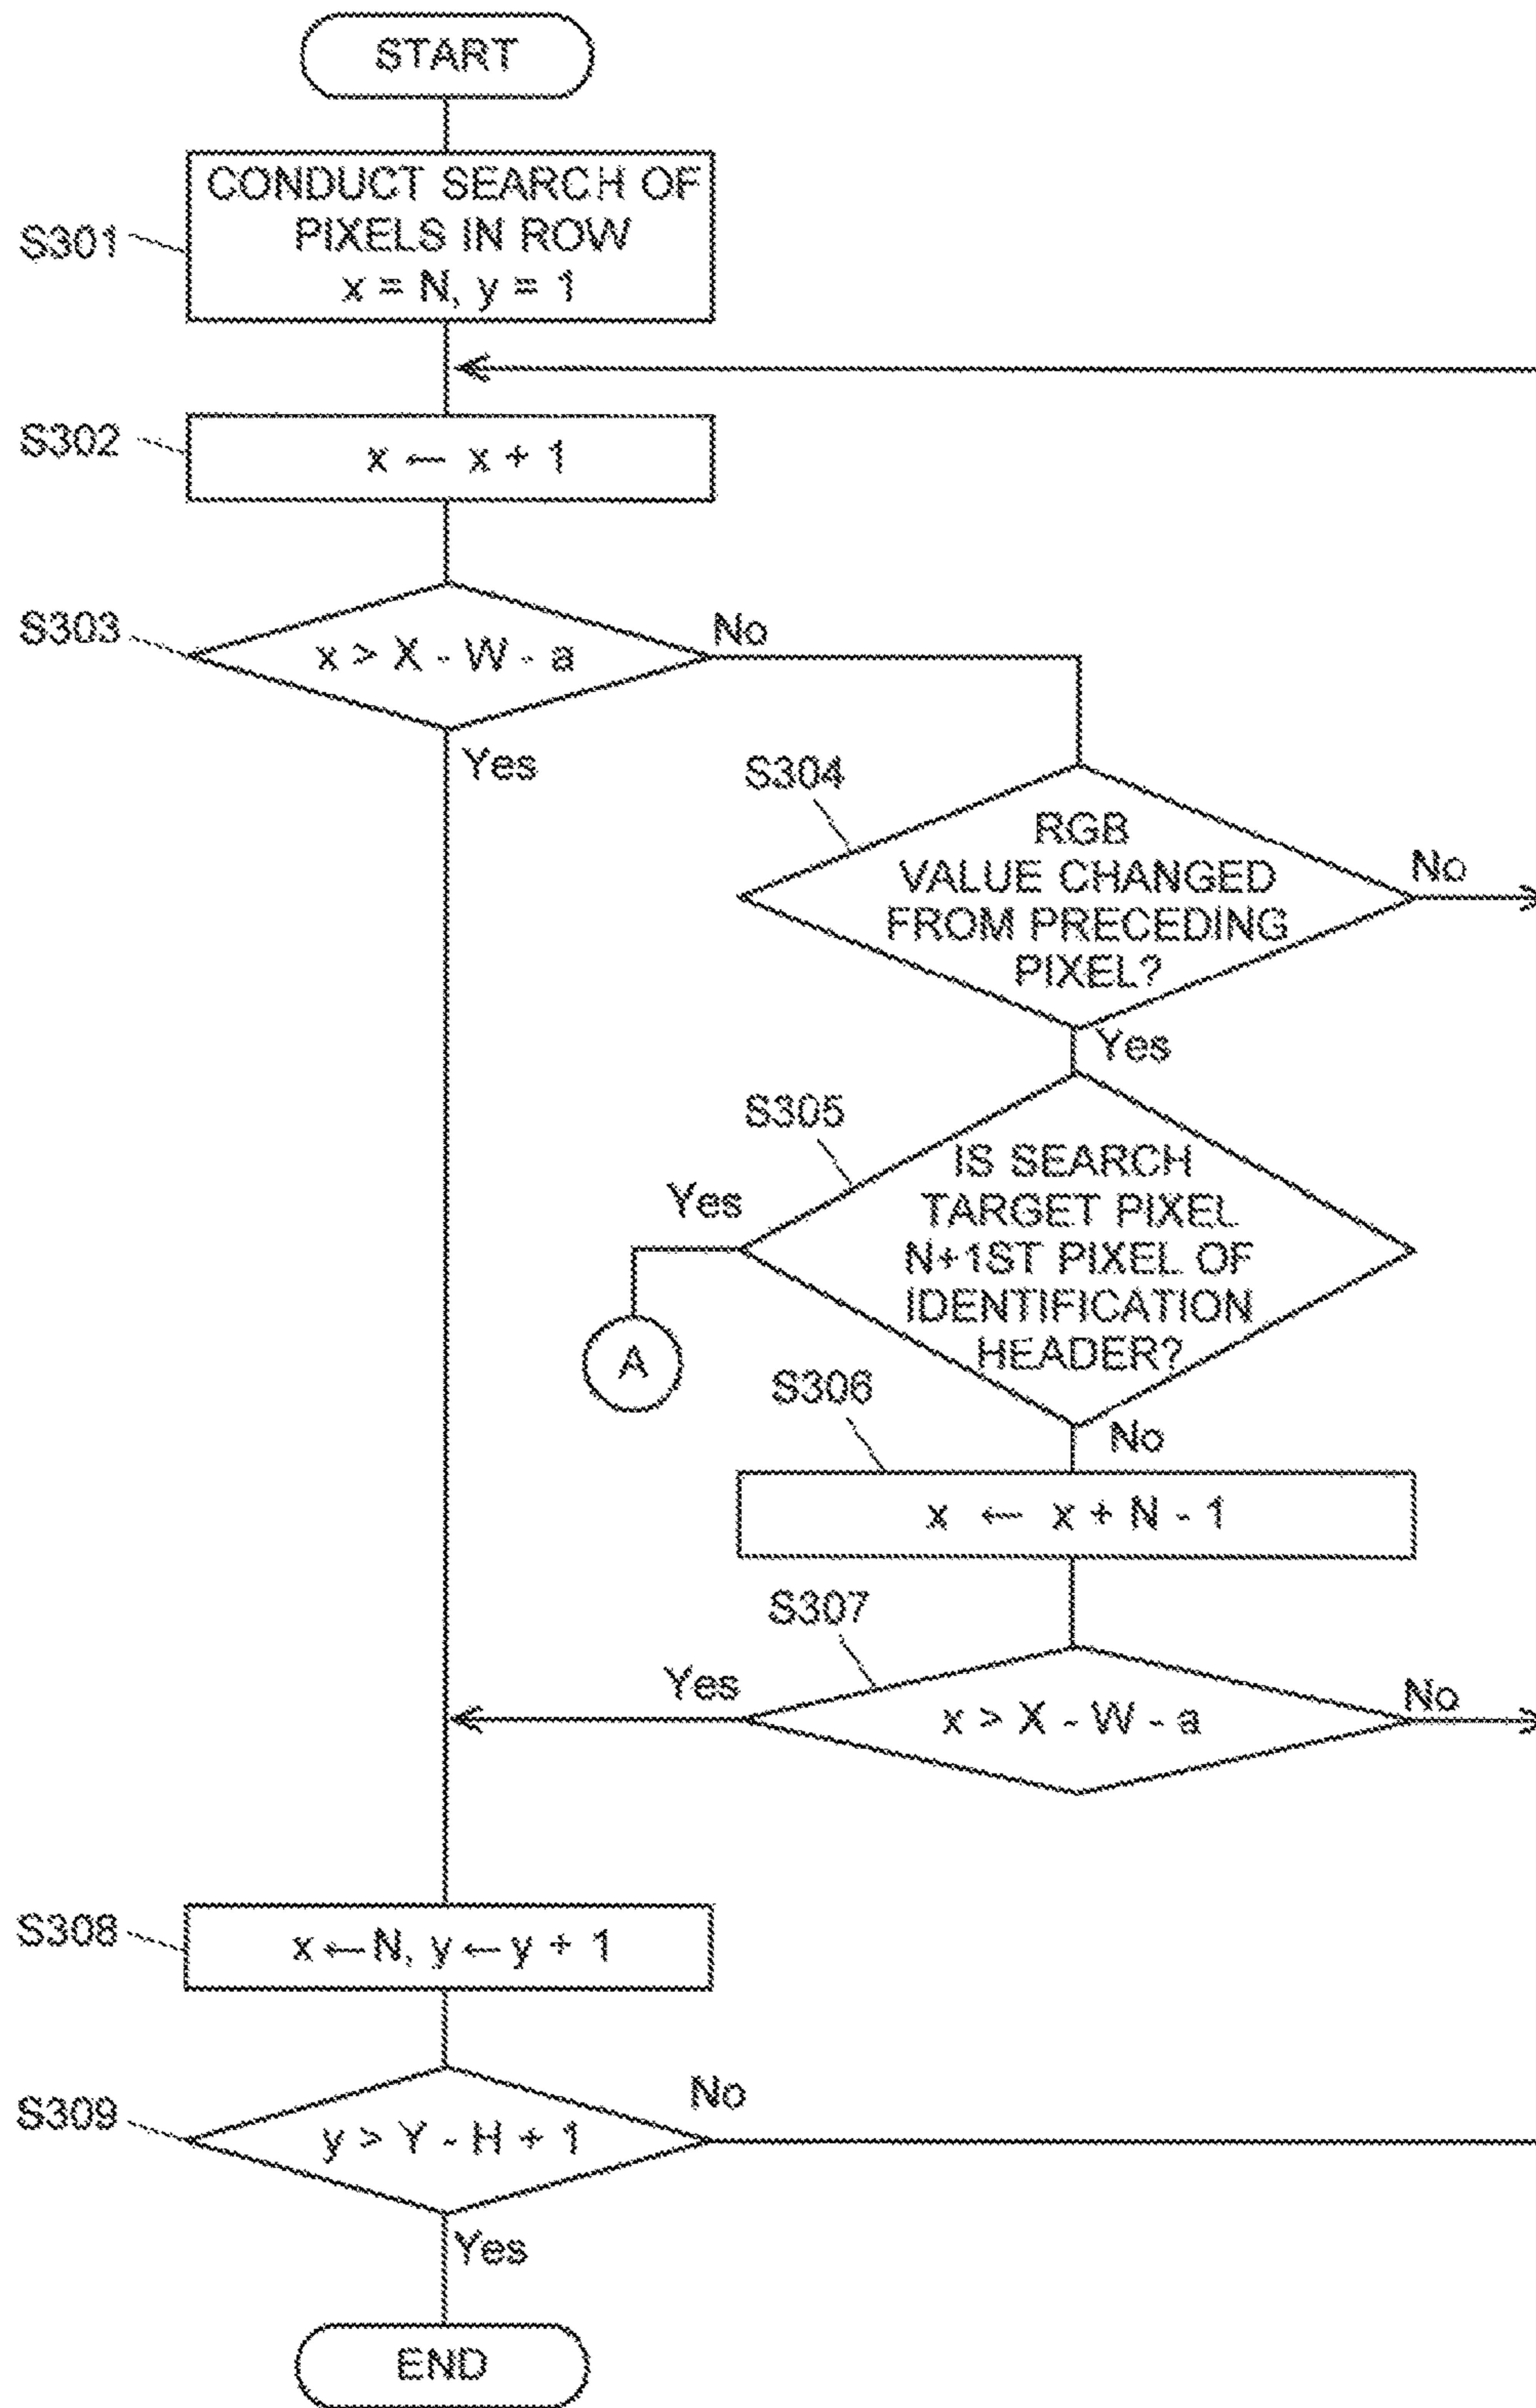 START
CONDUCT SEARCH OF
PIXELS IN ROW
x = N, y = 1
S301
S302
x ← x + 1
S303
x > X - W - a
No
Yes
S304
RGB
VALUE CHANGED
FROM PRECEDING
PIXEL?
No
Yes
S305
IS SEARCH
TARGET PIXEL
N+1ST PIXEL OF
IDENTIFICATION
HEADER?
Yes
A
No
S306
x ← x + N - 1
S307
x > X - W - a
Yes
No
S308
x ← N, y ← y + 1
S309
y > Y - H + 1
No
Yes
END